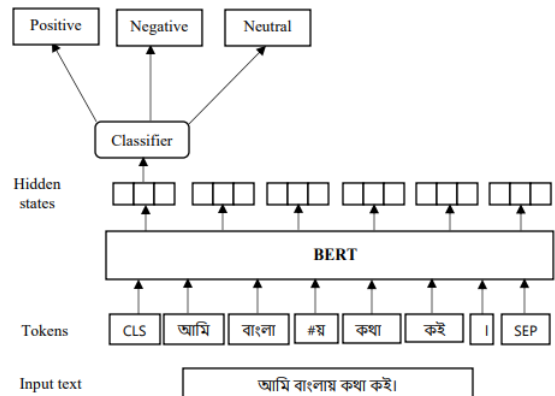 Positive Negative Neutral
Classifier
Hidden
states
BERT
Tokens CLS আমি বাংলা #য় কথা কই । SEP
Input text আমি বাংলায় কথা কই।